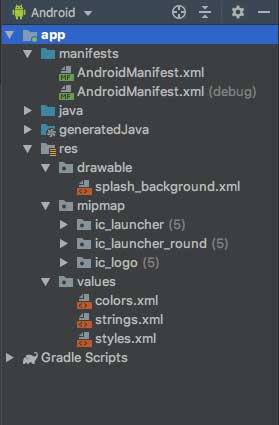 Android
app
manifests
AndroidManifest.xml
AndroidManifest.xml (debug)
java
generatedJava
res
drawable
splash_background.xml
mipmap
ic_launcher (5)
ic_launcher_round (5)
ic_logo (5)
values
colors.xml
strings.xml
styles.xml
Gradle Scripts